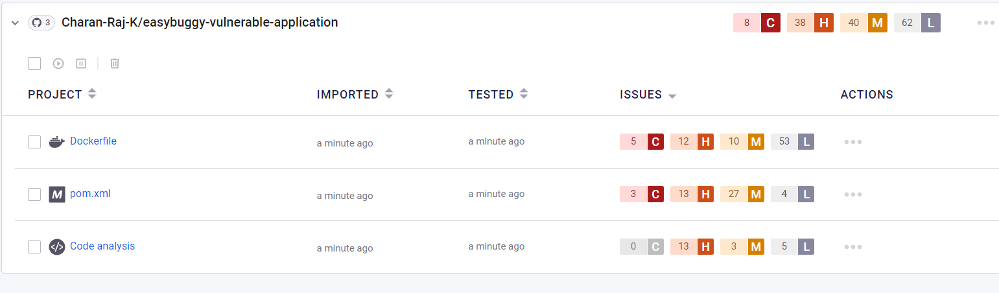 3 Charan-Raj-K/easybuggy-vulnerable-application 8 C 38 H 40 M 62 L
PROJECT IMPORTED TESTED ISSUES ACTIONS
Dockerfile a minute ago a minute ago 5 C 12 H 10 M 53 L
M pom.xml a minute ago a minute ago 3 C 13 H 27 M 4 L
</> Code analysis a minute ago a minute ago 0 C 13 H 3 M 5 L